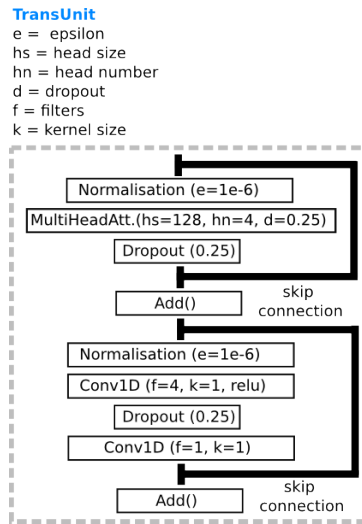 TransUnit
e = epsilon
hs = head size
hn = head number
d = dropout
f = filters
k = kernel size
Normalisation (e=1e-6)
MultiHeadAtt.(hs=128, hn=4, d=0.25)
Dropout (0.25)
skip
connection
Add()
Normalisation (e=1e-6)
Conv1D (f=4, k=1, relu)
Dropout (0.25)
Conv1D (f=1, k=1)
skip
connection
Add()